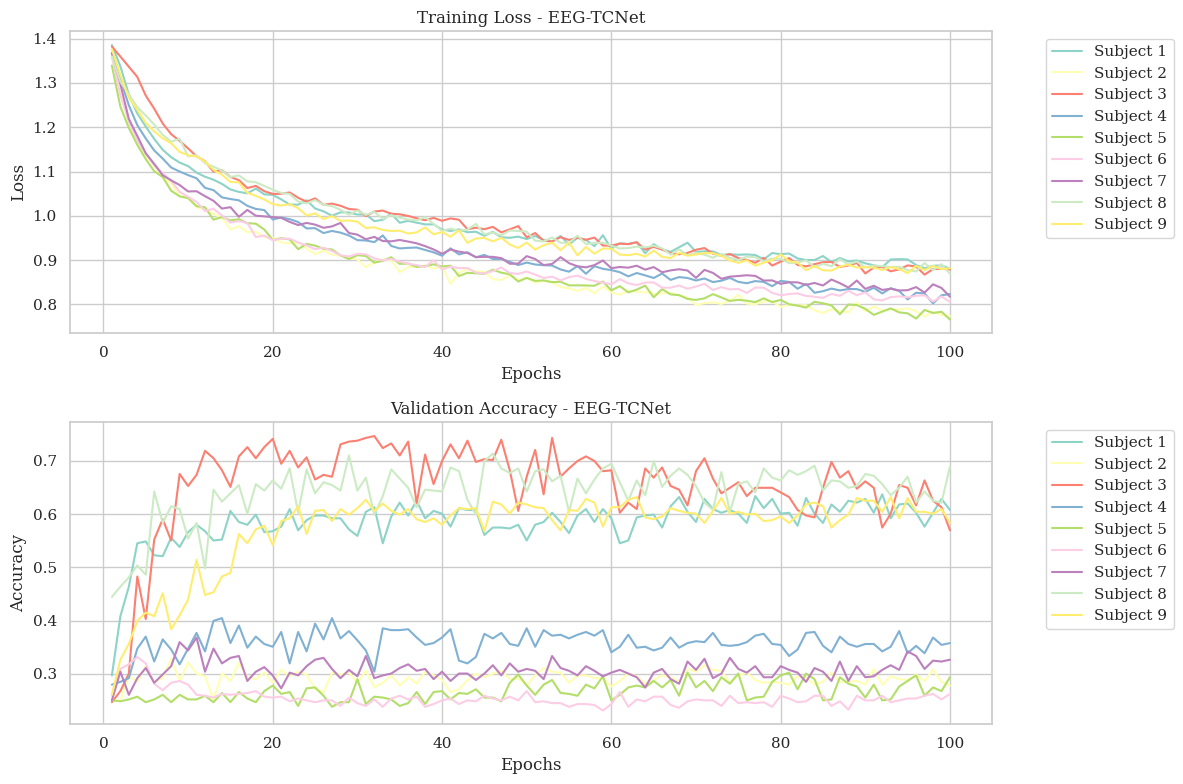 Training Loss - EEG-TCNet
1.4
1.3
1.2
1.1
1.0
0.9
0.8
Loss
0 20 40 60 80 100
Epochs
Subject 1
Subject 2
Subject 3
Subject 4
Subject 5
Subject 6
Subject 7
Subject 8
Subject 9
Validation Accuracy - EEG-TCNet
0.7
0.6
0.5
0.4
0.3
Accuracy
0 20 40 60 80 100
Epochs
Subject 1
Subject 2
Subject 3
Subject 4
Subject 5
Subject 6
Subject 7
Subject 8
Subject 9